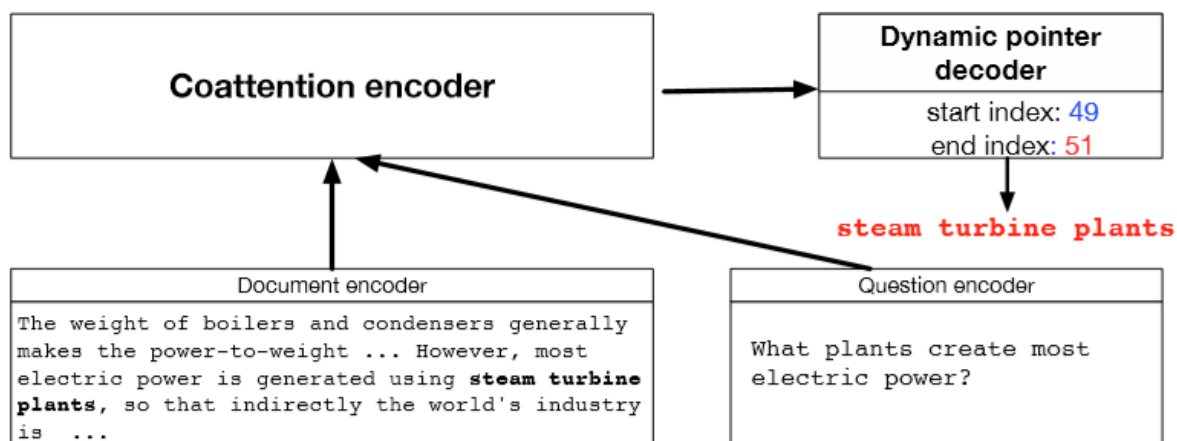 Coattention encoder
Dynamic pointer
decoder
start index: 49
end index: 51
steam turbine plants
Document encoder
The weight of boilers and condensers generally
makes the power-to-weight ... However, most
electric power is generated using steam turbine
plants, so that indirectly the world's industry
is ...
Question encoder
What plants create most
electric power?